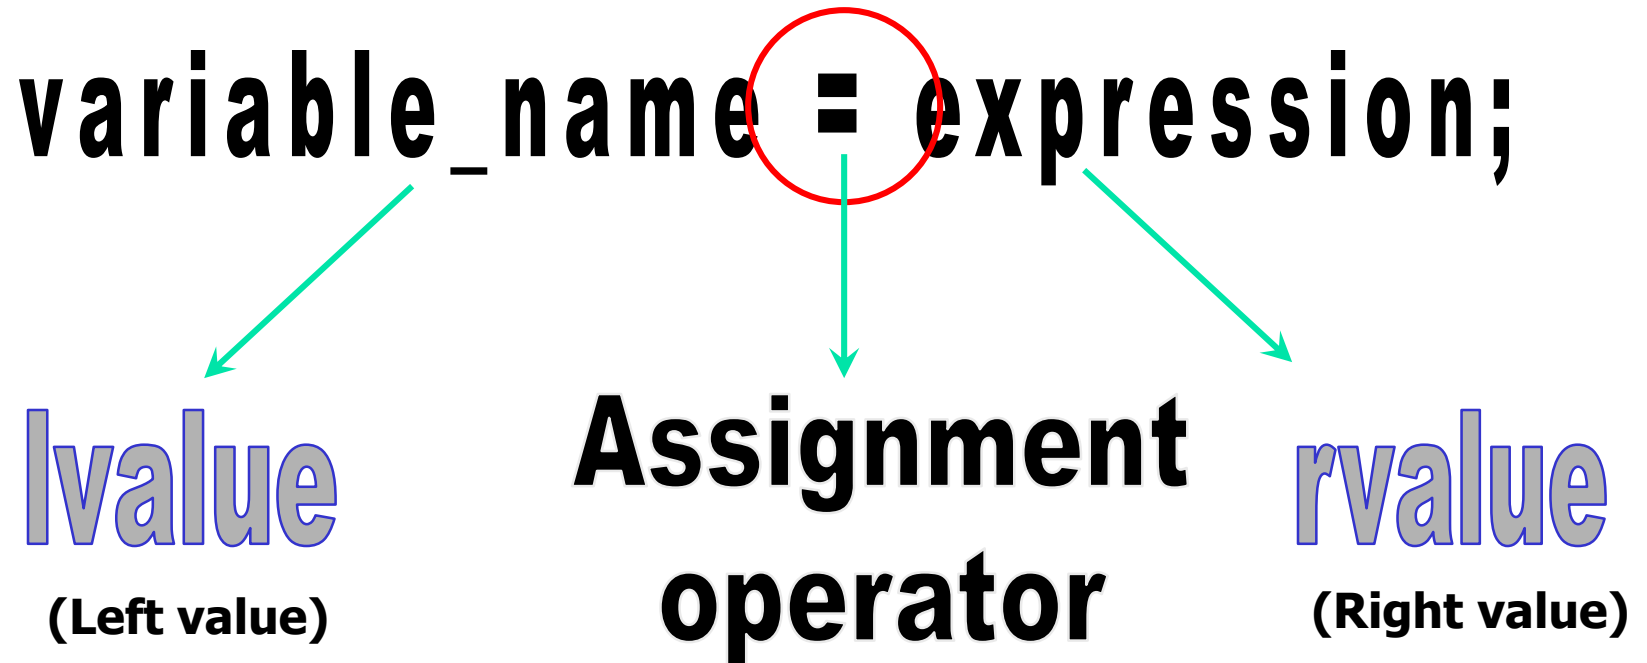 variable_name = expression;
lvalue Assignment rvalue
operator
(Left value) (Right value)